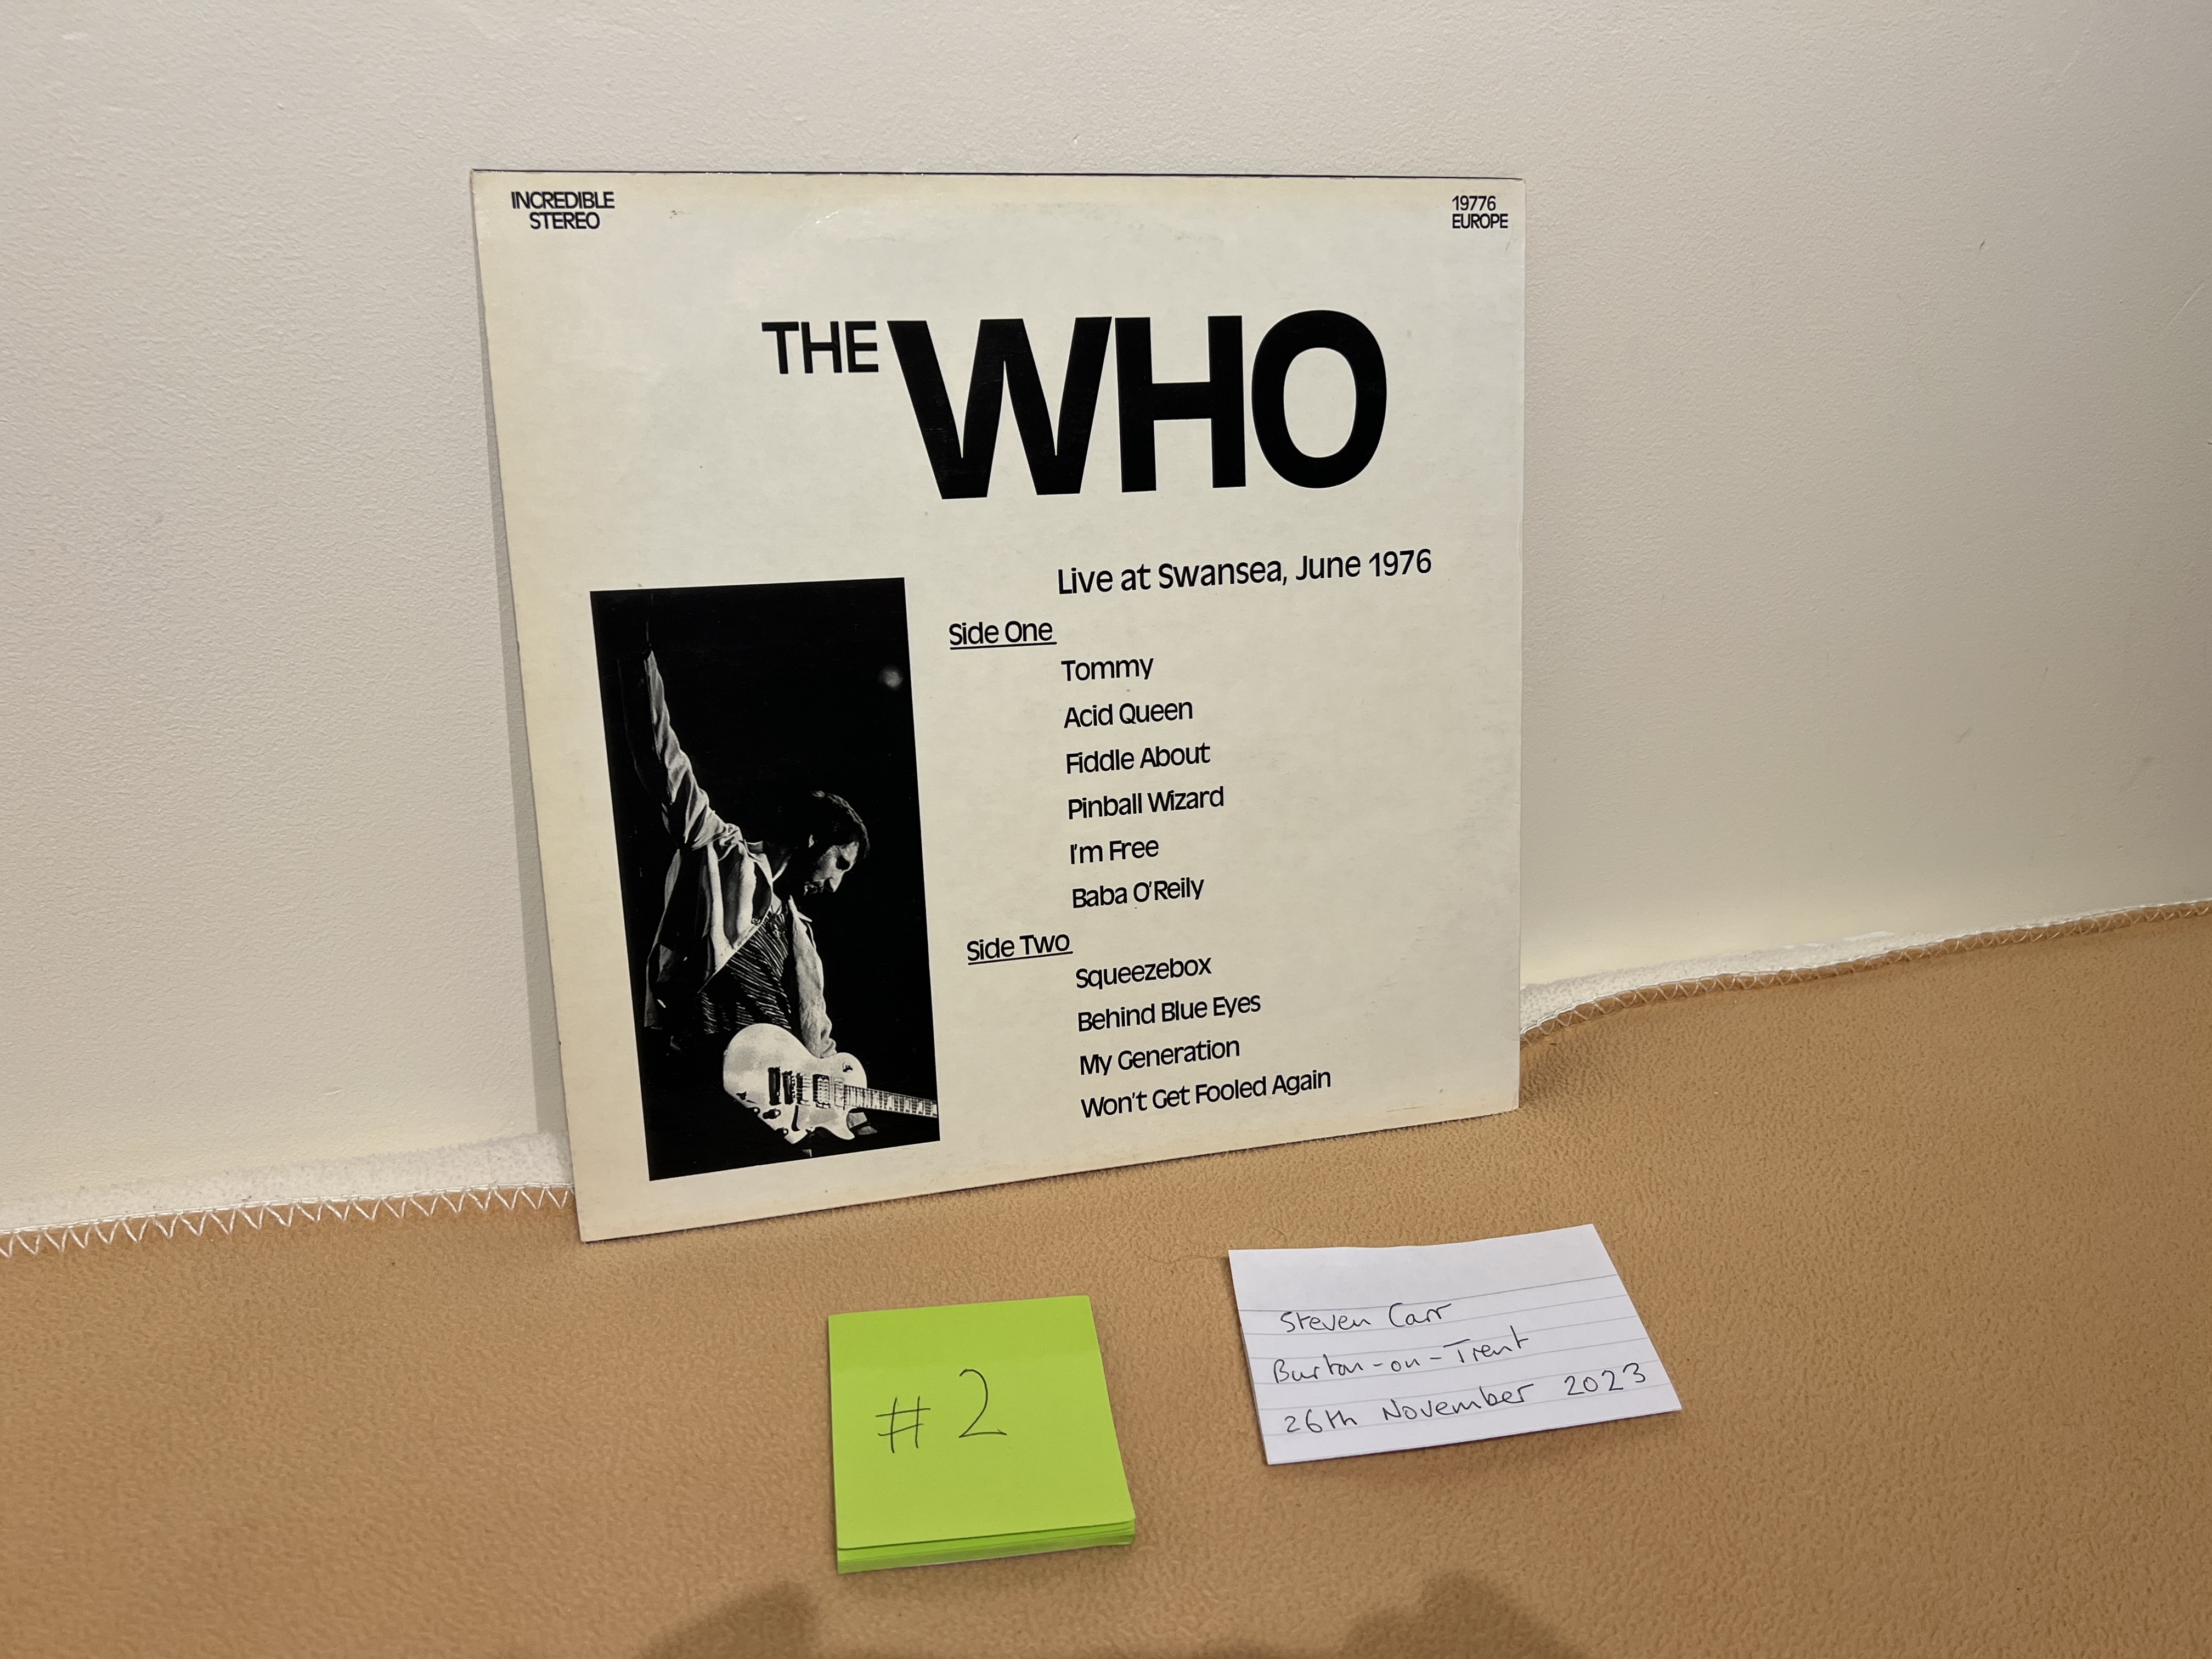 INCREDIBLE
STEREO
19776
EUROPE
THE WHO
Live at Swansea, June 1976
Side One
Tommy
Acid Queen
Fiddle About
Pinball Wizard
I'm Free
Baba O'Reily
Side Two
Squeezebox
Behind Blue Eyes
My Generation
Won't Get Fooled Again
#2
Steven Carr
Burton-on-Trent
26th November 2023